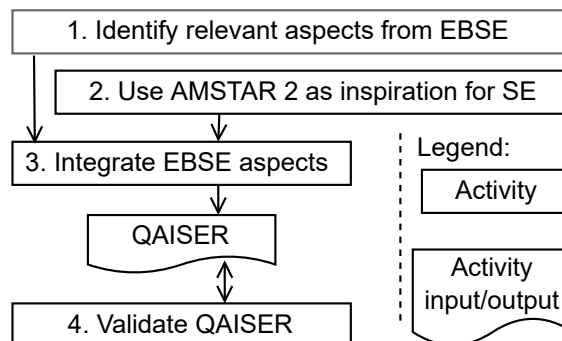 1. Identify relevant aspects from EBSE
2. Use AMSTAR 2 as inspiration for SE
3. Integrate EBSE aspects
QAISER
4. Validate QAISER
Legend:
Activity
Activity
input/output